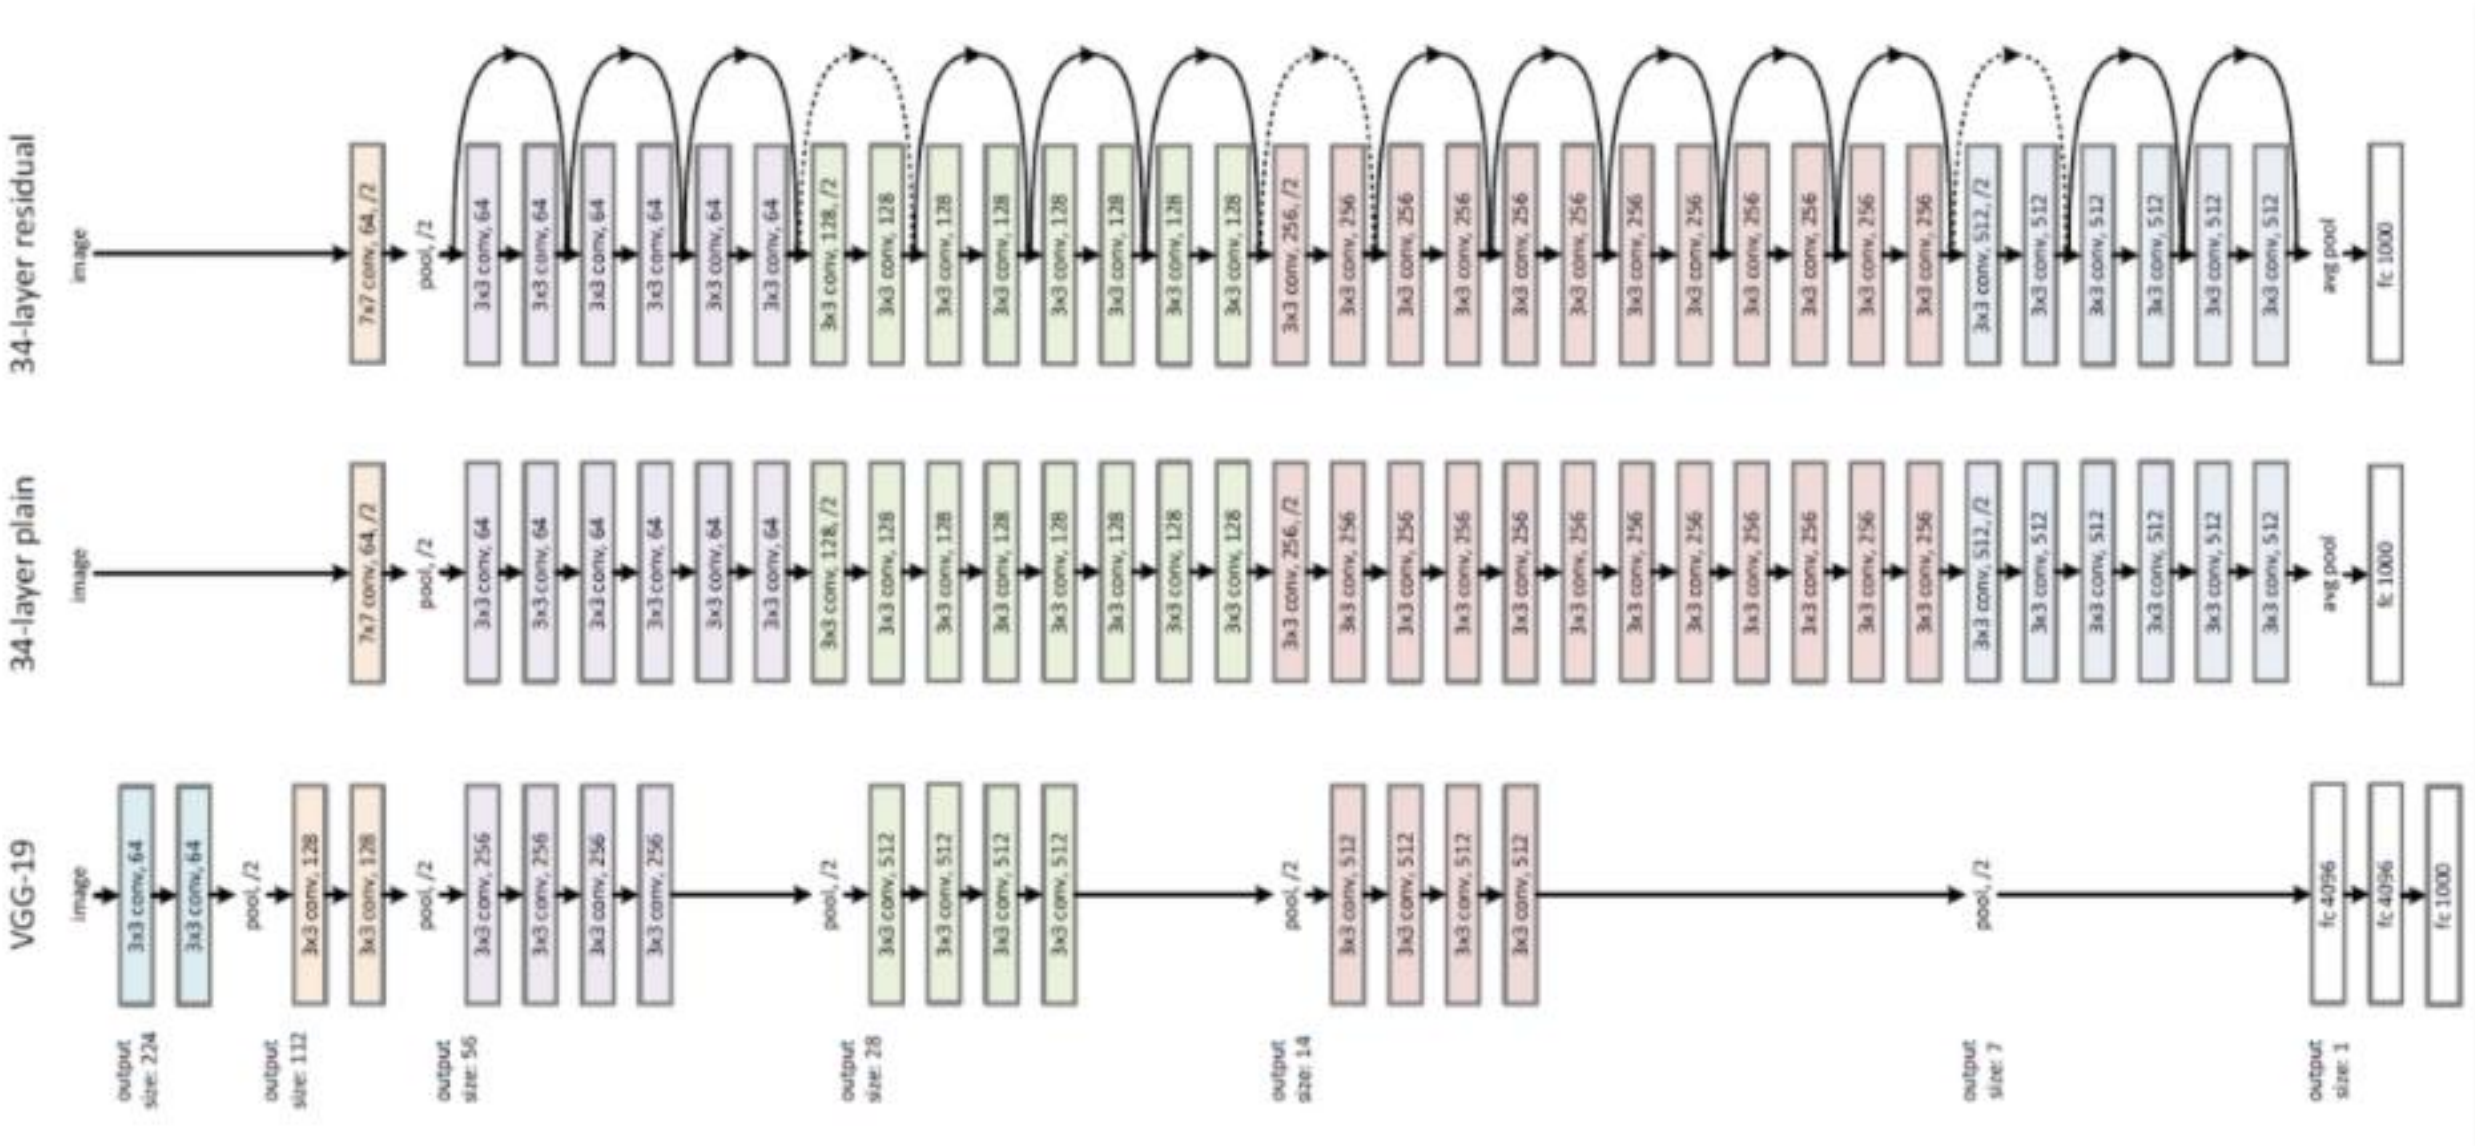 34-layer residual
image
7x7 conv, 64, /2
pool, /2
3x3 conv, 64
3x3 conv, 64
3x3 conv, 64
3x3 conv, 64
3x3 conv, 64
3x3 conv, 64
3x3 conv, 128, /2
3x3 conv, 128
3x3 conv, 128
3x3 conv, 128
3x3 conv, 128
3x3 conv, 128
3x3 conv, 128
3x3 conv, 128
3x3 conv, 256, /2
3x3 conv, 256
3x3 conv, 256
3x3 conv, 256
3x3 conv, 256
3x3 conv, 256
3x3 conv, 256
3x3 conv, 256
3x3 conv, 256
3x3 conv, 256
3x3 conv, 256
3x3 conv, 256
3x3 conv, 512, /2
3x3 conv, 512
3x3 conv, 512
3x3 conv, 512
3x3 conv, 512
3x3 conv, 512
avg pool
fc 1000
34-layer plain
image
7x7 conv, 64, /2
pool, /2
3x3 conv, 64
3x3 conv, 64
3x3 conv, 64
3x3 conv, 64
3x3 conv, 64
3x3 conv, 64
3x3 conv, 128, /2
3x3 conv, 128
3x3 conv, 128
3x3 conv, 128
3x3 conv, 128
3x3 conv, 128
3x3 conv, 128
3x3 conv, 128
3x3 conv, 256, /2
3x3 conv, 256
3x3 conv, 256
3x3 conv, 256
3x3 conv, 256
3x3 conv, 256
3x3 conv, 256
3x3 conv, 256
3x3 conv, 256
3x3 conv, 256
3x3 conv, 256
3x3 conv, 256
3x3 conv, 512, /2
3x3 conv, 512
3x3 conv, 512
3x3 conv, 512
3x3 conv, 512
3x3 conv, 512
avg pool
fc 1000
VGG-19
image
3x3 conv, 64
3x3 conv, 64
pool, /2
3x3 conv, 128
3x3 conv, 128
pool, /2
3x3 conv, 256
3x3 conv, 256
3x3 conv, 256
3x3 conv, 256
pool, /2
3x3 conv, 512
3x3 conv, 512
3x3 conv, 512
3x3 conv, 512
pool, /2
3x3 conv, 512
3x3 conv, 512
3x3 conv, 512
3x3 conv, 512
pool, /2
fc 4096
fc 4096
fc 1000
output
size: 224
output
size: 112
output
size: 56
output
size: 28
output
size: 14
output
size: 7
output
size: 1